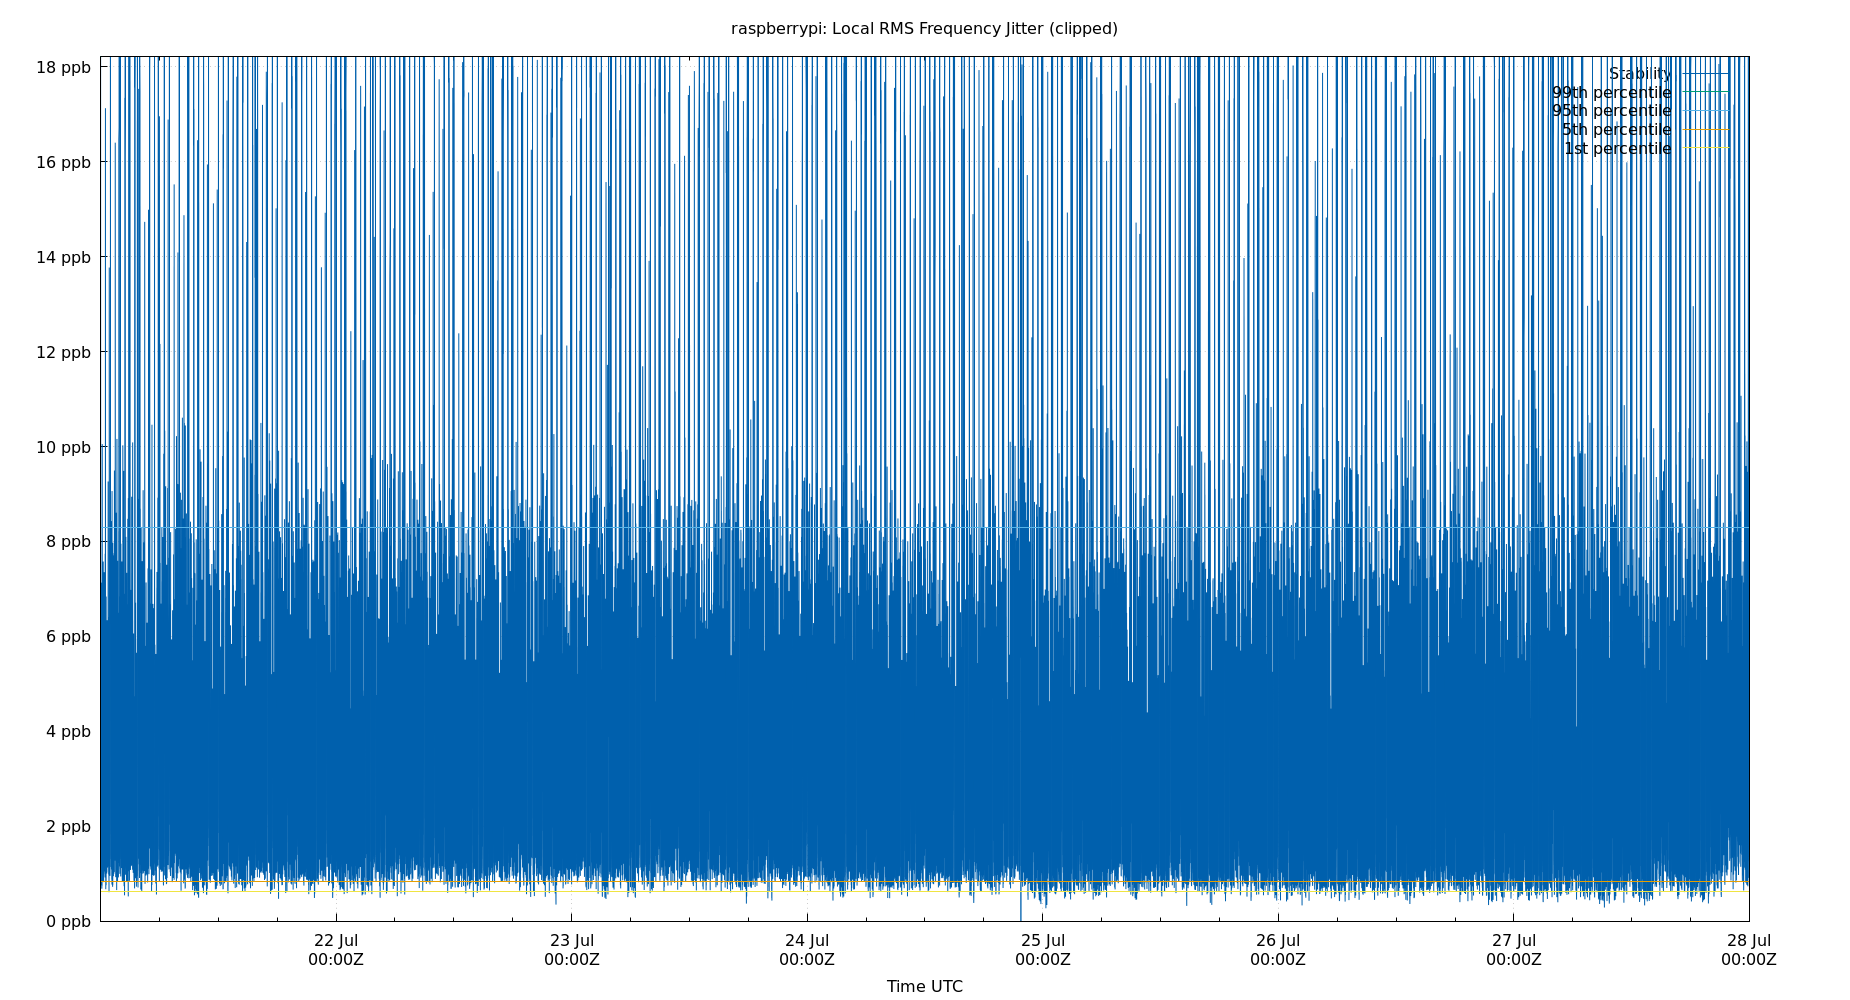 raspberrypi: Local RMS Frequency Jitter (clipped)
18 ppb
16 ppb
14 ppb
12 ppb
10 ppb
8 ppb
6 ppb
4 ppb
2 ppb
0 ppb
Stability
99th percentile
95th percentile
5th percentile
1st percentile
22 Jul
00:00Z
23 Jul
00:00Z
24 Jul
00:00Z
25 Jul
00:00Z
26 Jul
00:00Z
27 Jul
00:00Z
28 Jul
00:00Z
Time UTC